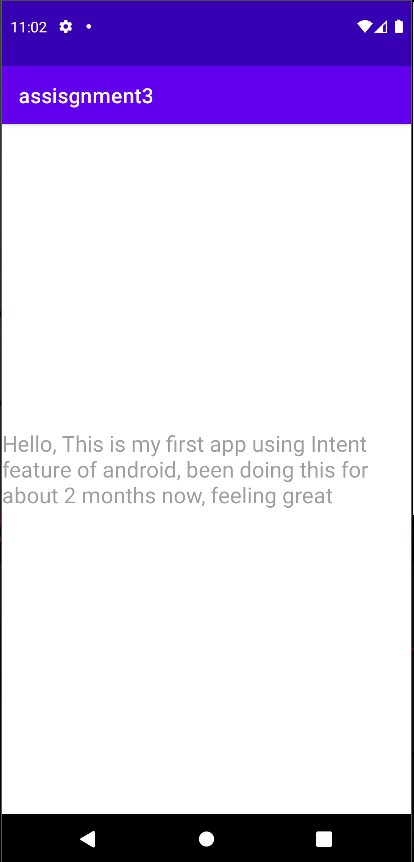 11:02
assisgnment3
Hello, This is my first app using Intent
feature of android, been doing this for
about 2 months now, feeling great